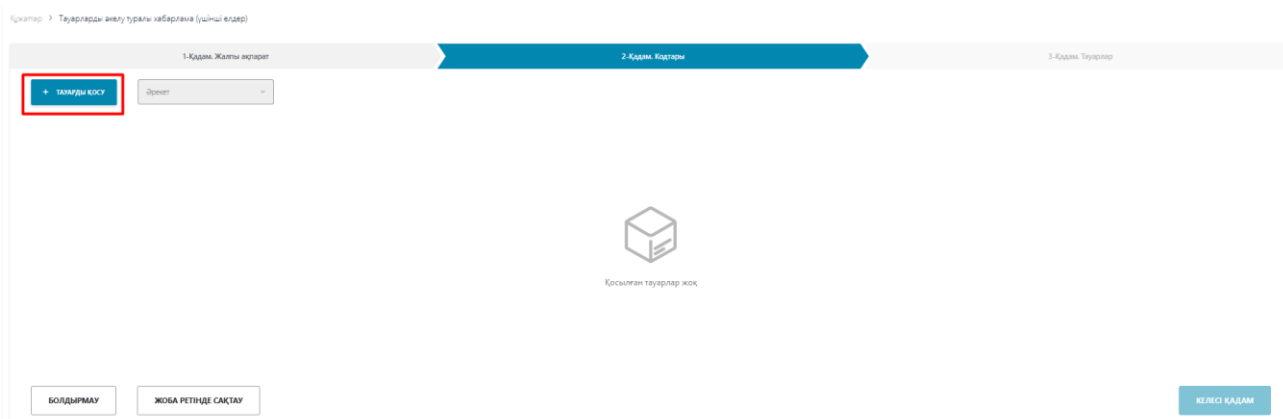 Құжаттар > Тауарларды әкелу туралы хабарлама (үшінші елдер)
1-Қадам. Жалпы ақпарат
2-Қадам. Кодтары
3-Қадам. Тауарлар
+ ТАУАРДЫ ҚОСУ
Әрекет
Қосылған тауарлар жоқ
БОЛДЫРМАУ
ЖОБА РЕТІНДЕ САҚТАУ
КЕЛЕСІ ҚАДАМ